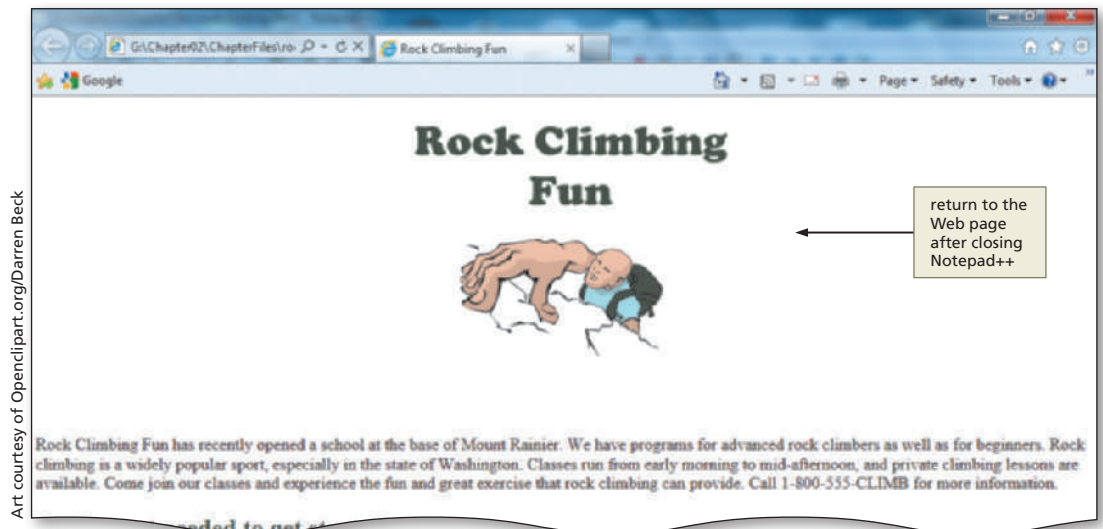 G:\Chapter02\ChapterFiles\ro
Rock Climbing Fun
Google
Page
Safety
Tools
Rock Climbing
Fun
return to the
Web page
after closing
Notepad++
Art courtesy of Openclipart.org/Darren Beck
Rock Climbing Fun has recently opened a school at the base of Mount Rainier. We have programs for advanced rock climbers as well as for beginners. Rock
climbing is a widely popular sport, especially in the state of Washington. Classes run from early morning to mid-afternoon, and private climbing lessons are
available. Come join our classes and experience the fun and great exercise that rock climbing can provide. Call 1-800-555-CLIMB for more information.
to get